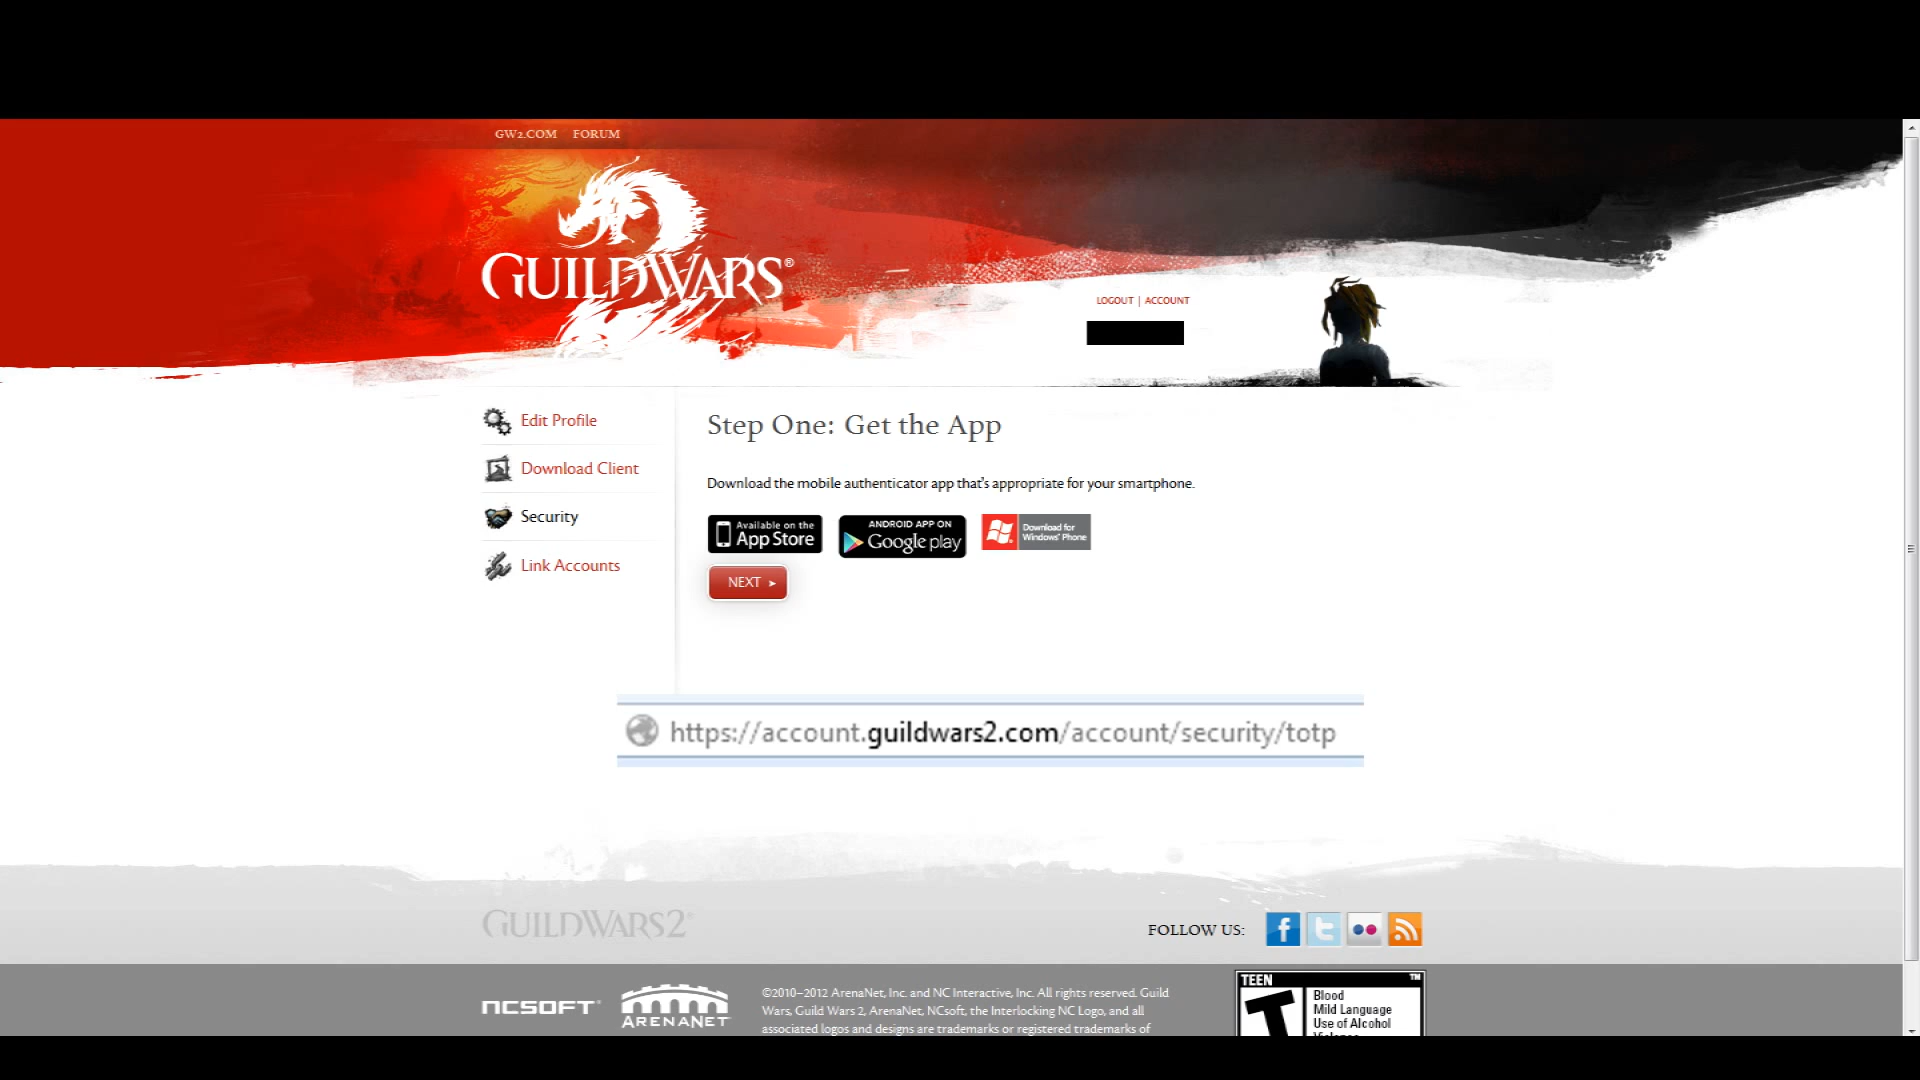 GW2.COM FORUM
GUILDWARS®
LOGOUT | ACCOUNT
Edit Profile
Download Client
Security
Link Accounts
Step One: Get the App
Download the mobile authenticator app that's appropriate for your smartphone.
Available on the
App Store
ANDROID APP ON
Google play
Download for
Windows® Phone
NEXT ►
https://account.guildwars2.com/account/security/totp
GUILDWARS2®
FOLLOW US:
NCSOFT®
ARENANET
©2010–2012 ArenaNet, Inc. and NC Interactive, Inc. All rights reserved. Guild
Wars, Guild Wars 2, ArenaNet, NCsoft, the Interlocking NC Logo, and all
associated logos and designs are trademarks or registered trademarks of
TEEN ™
T
Blood
Mild Language
Use of Alcohol